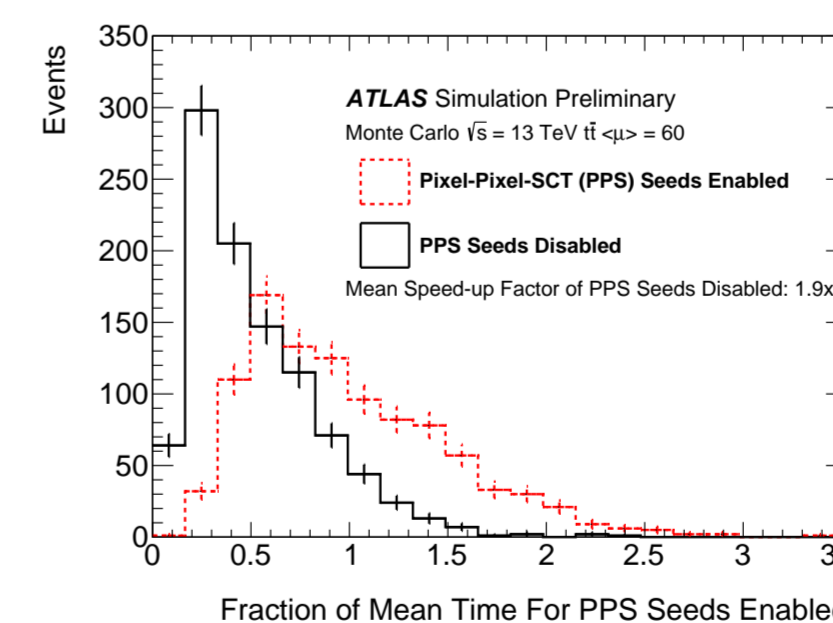 350
300
250
200
150
100
50
0
Events
ATLAS Simulation Preliminary
Monte Carlo √s = 13 TeV tt̄ <μ> = 60
Pixel-Pixel-SCT (PPS) Seeds Enabled
PPS Seeds Disabled
Mean Speed-up Factor of PPS Seeds Disabled: 1.9x
0 0.5 1 1.5 2 2.5 3 3
Fraction of Mean Time For PPS Seeds Enable